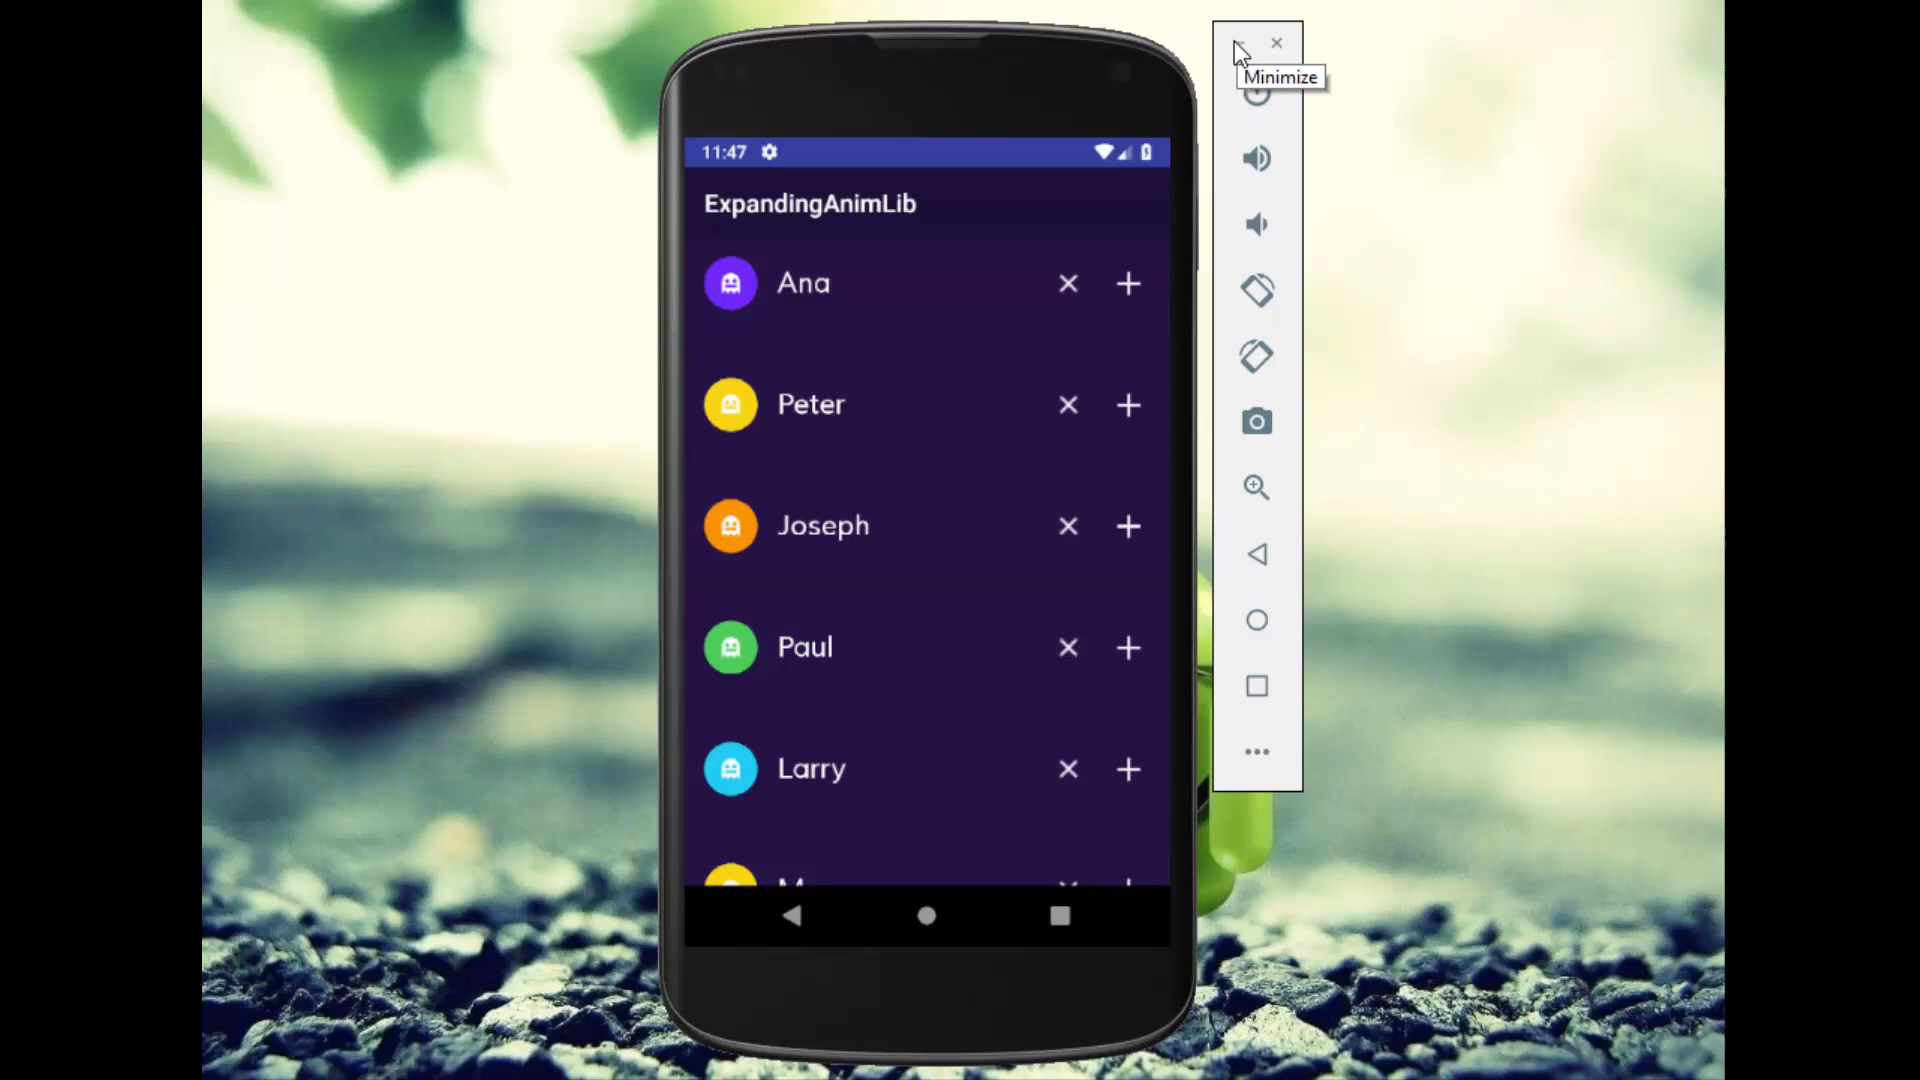 Minimize
11:47
ExpandingAnimLib
Ana
Peter
Joseph
Paul
Larry